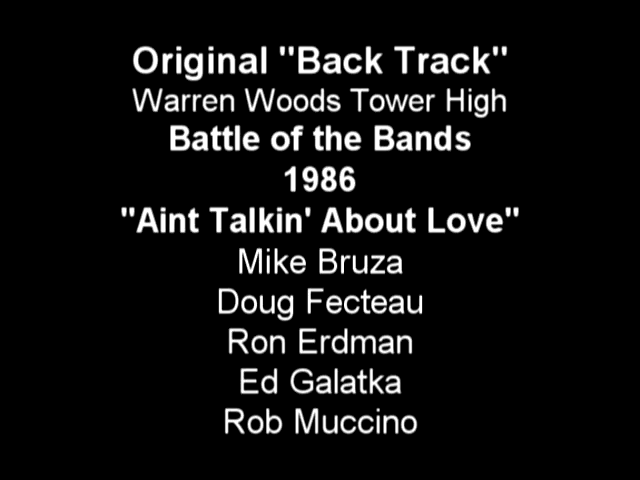 Original "Back Track"
Warren Woods Tower High
Battle of the Bands
1986
"Aint Talkin' About Love"
Mike Bruza
Doug Fecteau
Ron Erdman
Ed Galatka
Rob Muccino